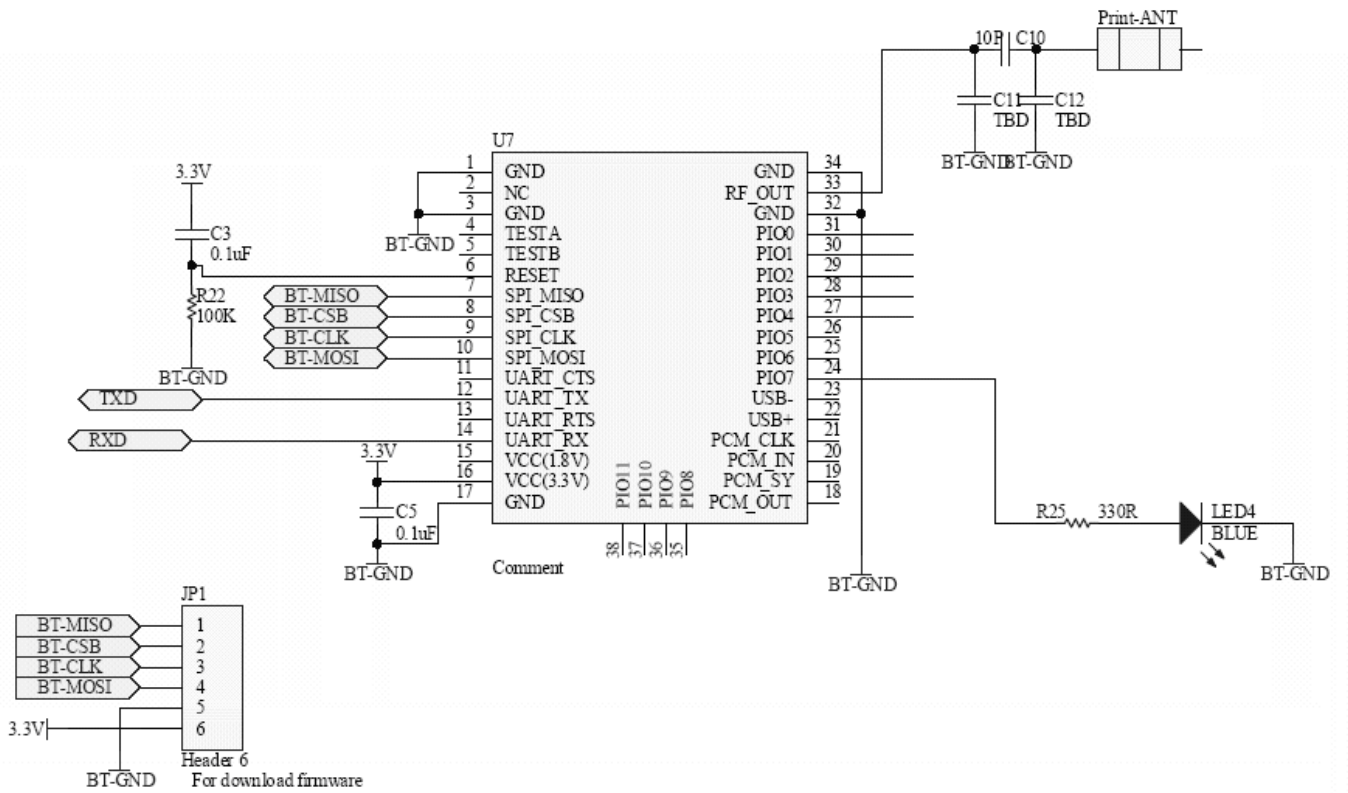 Print-ANT
10P C10
C11
TBD
C12
TBD
BT-GND
BT-GND
U7
1 GND
2 NC
3 GND
4 TESTA
5 TESTB
6 RESET
7 SPI_MISO
8 SPI_CSB
9 SPI_CLK
10 SPI_MOSI
11 UART_CTS
12 UART_TX
13 UART_RTS
14 UART_RX
15 VCC(1.8V)
16 VCC(3.3V)
17 GND
GND 34
RF_OUT 33
GND 32
PIO0 31
PIO1 30
PIO2 29
PIO3 28
PIO4 27
PIO5 26
PIO6 25
PIO7 24
USB- 23
USB+ 22
PCM_CLK 21
PCM_IN 20
PCM_SY 19
PCM_OUT 18
PIO11
PIO10
PIO9
PIO8
38
37
36
35
Comment
3.3V
C3
0.1uF
R22
100K
BT-GND
BT-GND
BT-MISO
BT-CSB
BT-CLK
BT-MOSI
TXD
RXD
3.3V
C5
0.1uF
BT-GND
BT-GND
R25 330R
LED4
BLUE
BT-GND
JP1
BT-MISO 1
BT-CSB 2
BT-CLK 3
BT-MOSI 4
5
3.3V 6
Header 6
BT-GND For download firmware